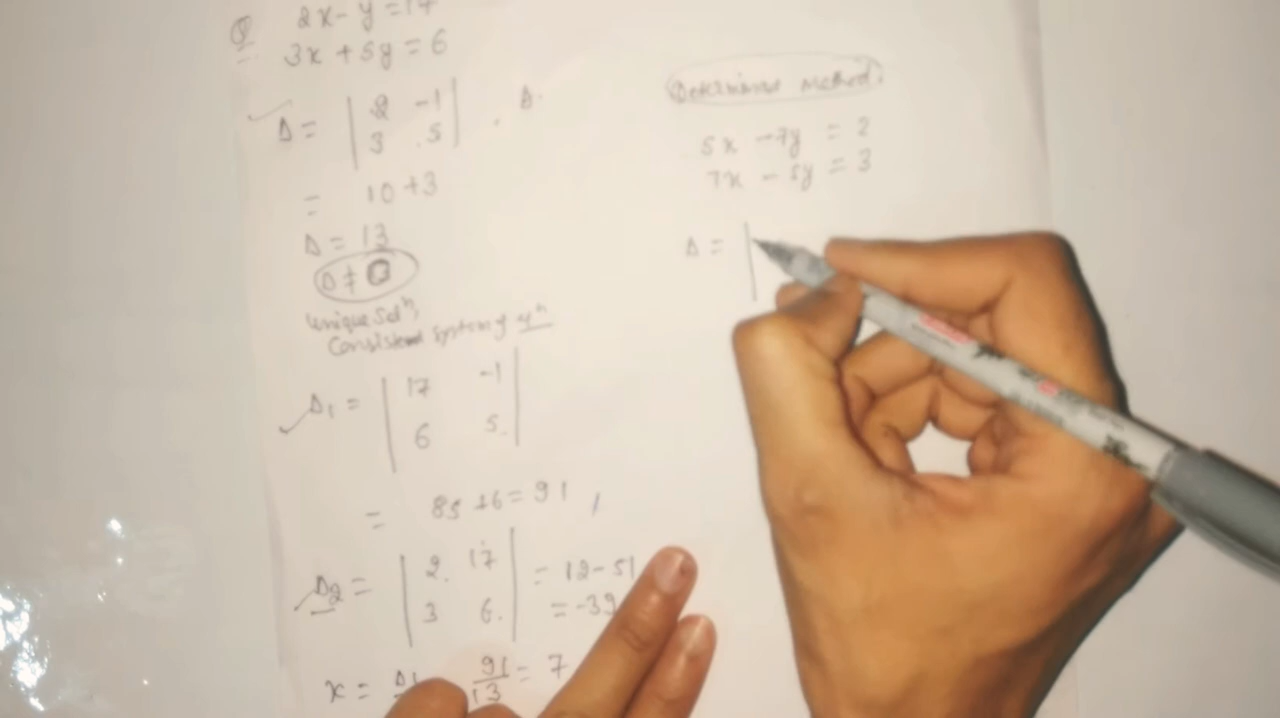 Q 2x - y = 17
3x + 5y = 6
Δ = | 2 -1 | . Δ.
| 3 .5 |
= 10 +3
Δ = 13
Δ ≠ 0
Unique Solⁿ,
Consistent system of eqⁿ
Δ₁ = | 17 -1 |
| 6 5. |
= 85 +6 = 91,
Δ₂ = | 2. 17 | = 12 - 51
| 3 6. | = -39
x = Δ1 91/13 = 7
Determinant method:
5x - 7y = 2
7x - 5y = 3
Δ = |